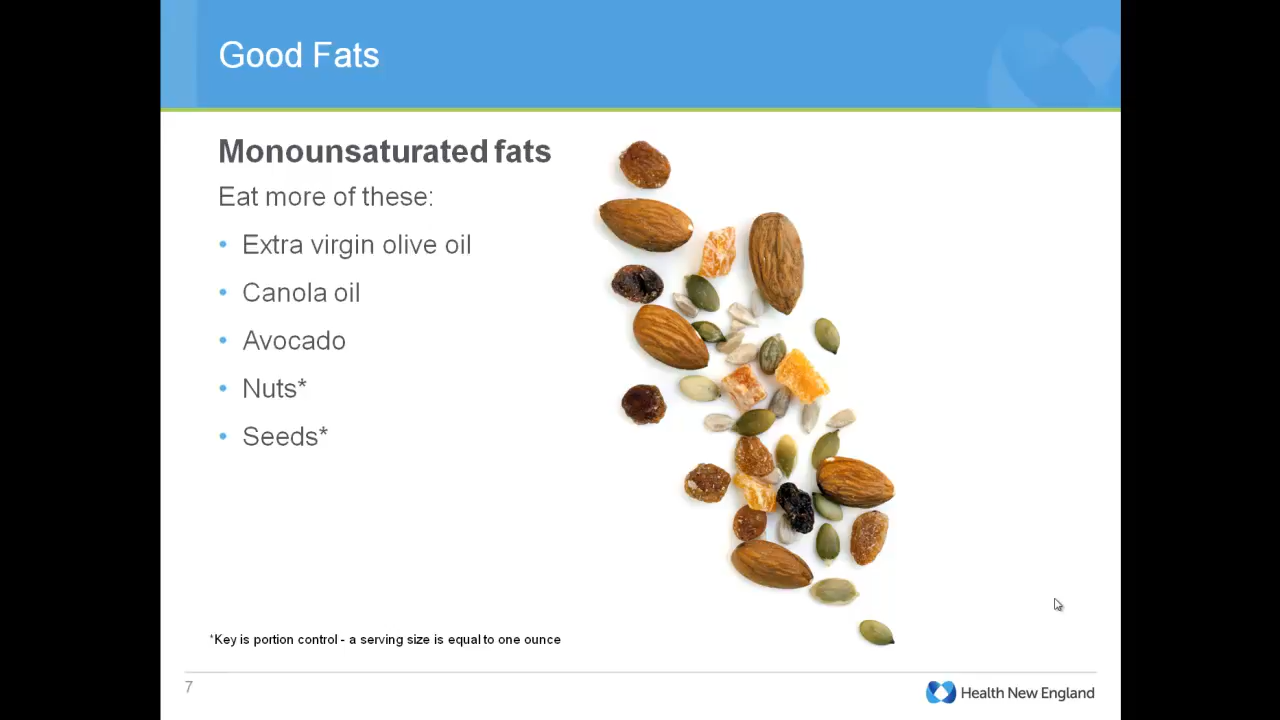 Good Fats
Monounsaturated fats
Eat more of these:
• Extra virgin olive oil
• Canola oil
• Avocado
• Nuts*
• Seeds*
*Key is portion control - a serving size is equal to one ounce
7
Health New England